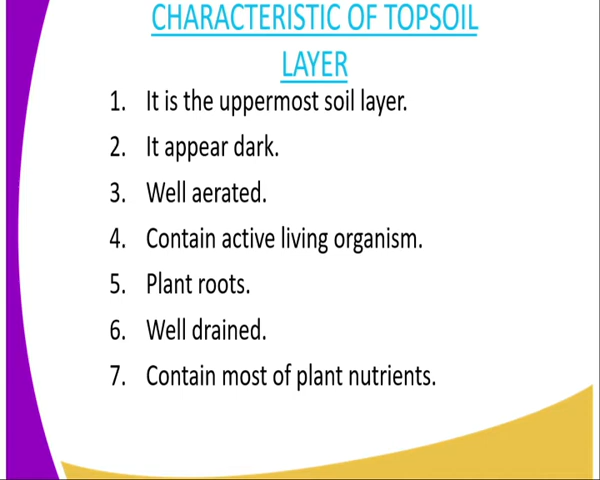 CHARACTERISTIC OF TOPSOIL
LAYER
1. It is the uppermost soil layer.
2. It appear dark.
3. Well aerated.
4. Contain active living organism.
5. Plant roots.
6. Well drained.
7. Contain most of plant nutrients.